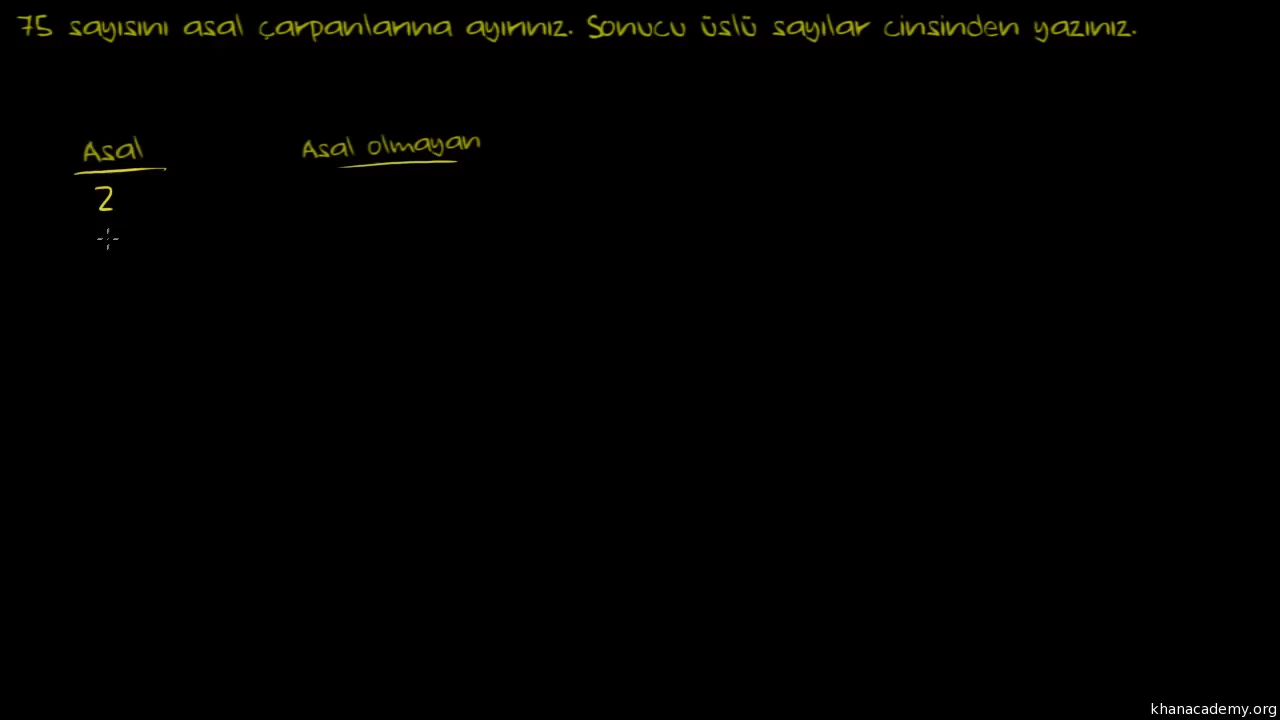 75 sayısını asal çarpanlarına ayırınız. Sonucu üslü sayılar cinsinden yazınız.
Asal Asal olmayan
2
khanacademy.org